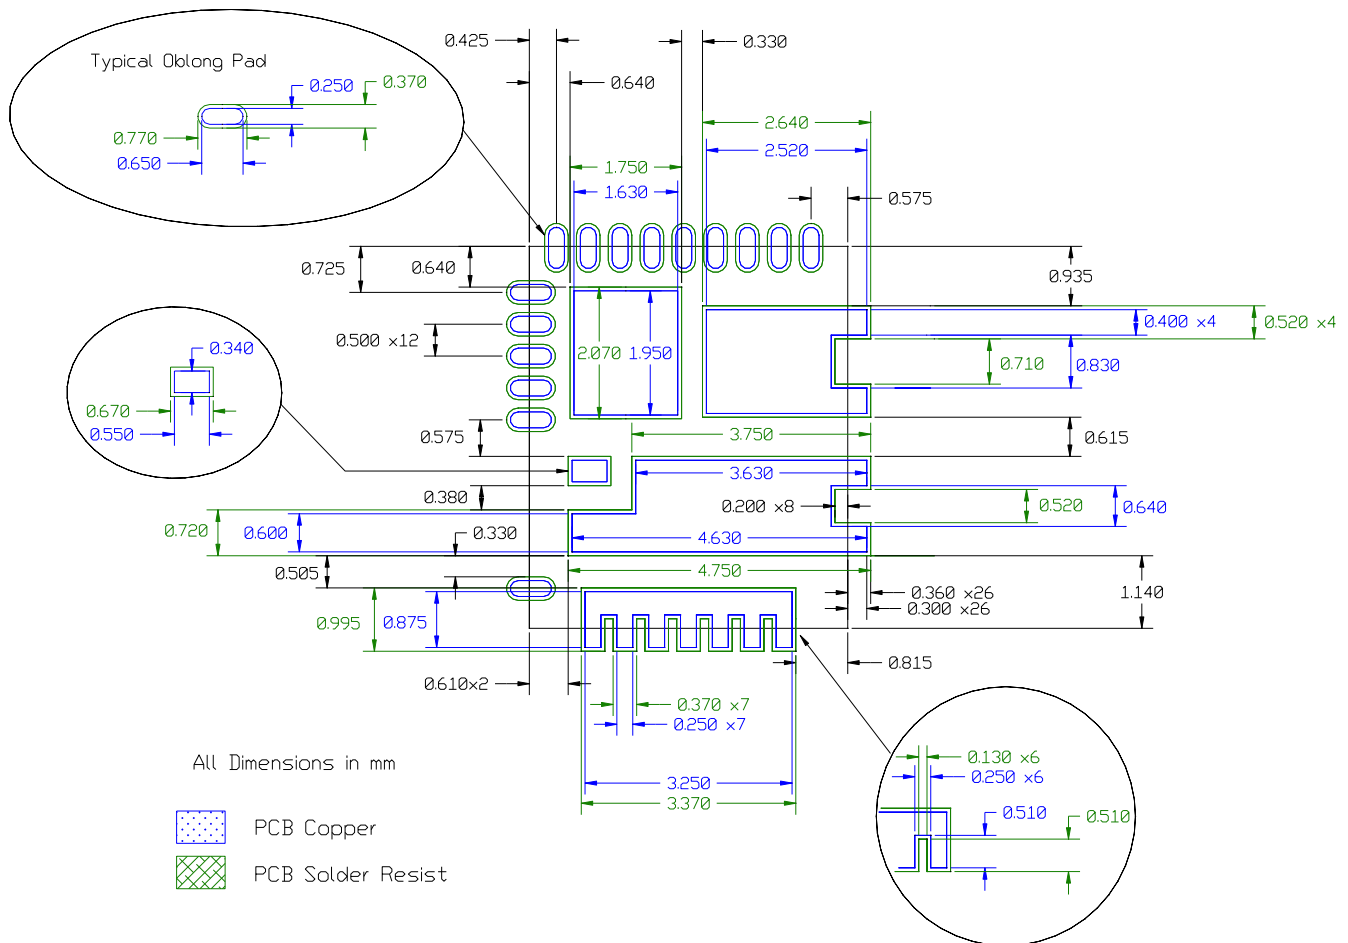 0.425
0.330
Typical Oblong Pad
0.250
0.370
0.640
0.770
0.650
2.640
2.520
1.750
1.630
0.575
0.725
0.640
0.935
0.400 x4
0.520 x4
0.500 x12
0.340
2.070
1.950
0.710
0.830
0.670
0.550
0.575
3.750
0.615
3.630
0.380
0.200 x8
0.520
0.640
0.720
0.600
0.330
4.630
0.505
4.750
0.360 x26
0.300 x26
1.140
0.995
0.875
0.815
0.610x2
0.370 x7
0.250 x7
All Dimensions in mm
0.130 x6
0.250 x6
3.250
3.370
0.510
0.510
PCB Copper
PCB Solder Resist